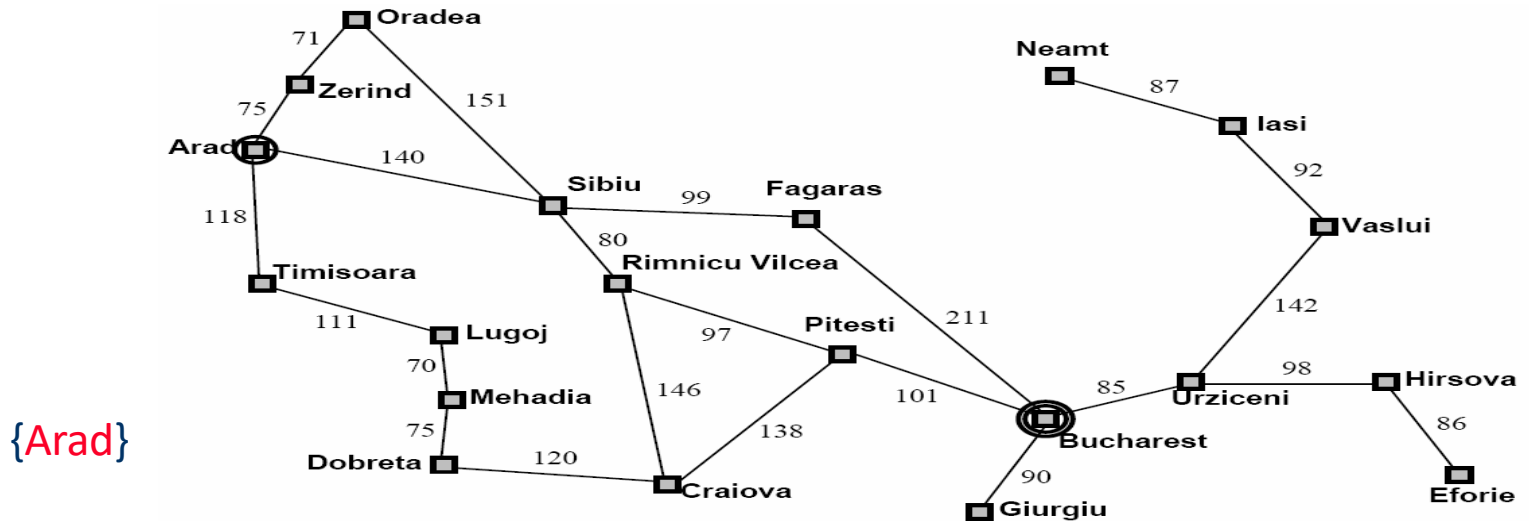 Oradea
71
Neamt
Zerind
87
75
151
Iasi
Arad
140
92
Sibiu
Fagaras
99
118
Vaslui
80
Timisoara
Rimnicu Vilcea
111
Lugoj
97
Pitesti
211
142
70
Mehadia
146
101
85
98
Hirsova
Urziceni
{Arad}
75
138
86
Bucharest
Dobreta
120
90
Craiova
Eforie
Giurgiu